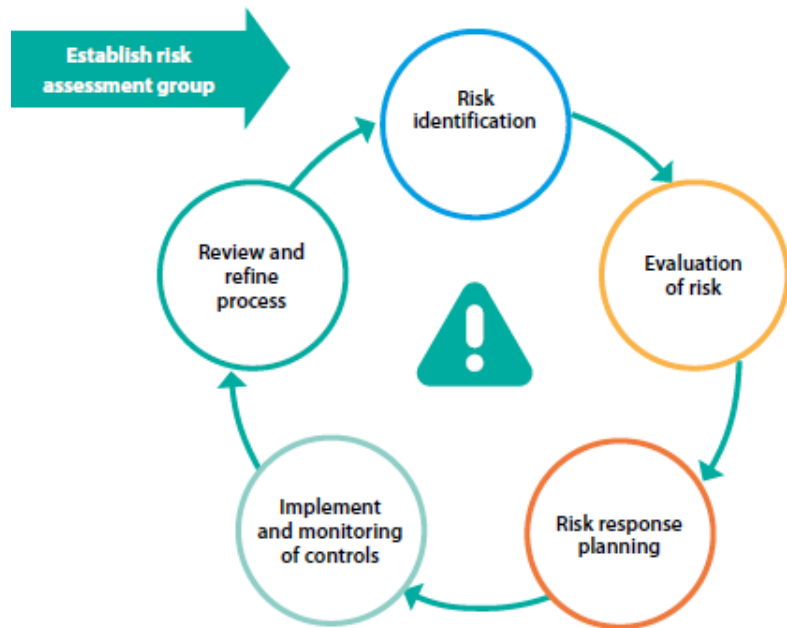 Establish risk
assessment group
Risk
identification
Evaluation
of risk
Risk response
planning
Implement
and monitoring
of controls
Review and
refine
process